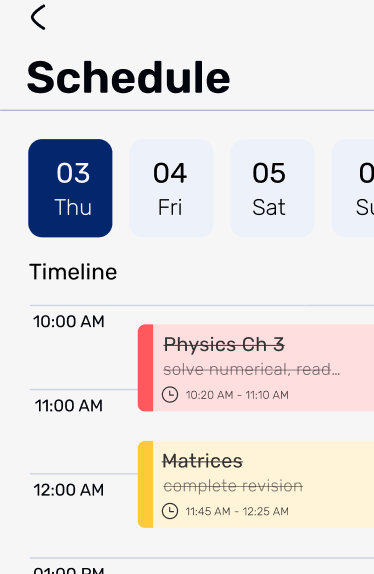 Schedule
03 04 05 0
Thu Fri Sat Su
Timeline
10:00 AM
Physics Ch 3
solve numerical, read...
10:20 AM - 11:10 AM
11:00 AM
Matrices
complete revision
12:00 AM
11:45 AM - 12:25 AM
01:00 PM